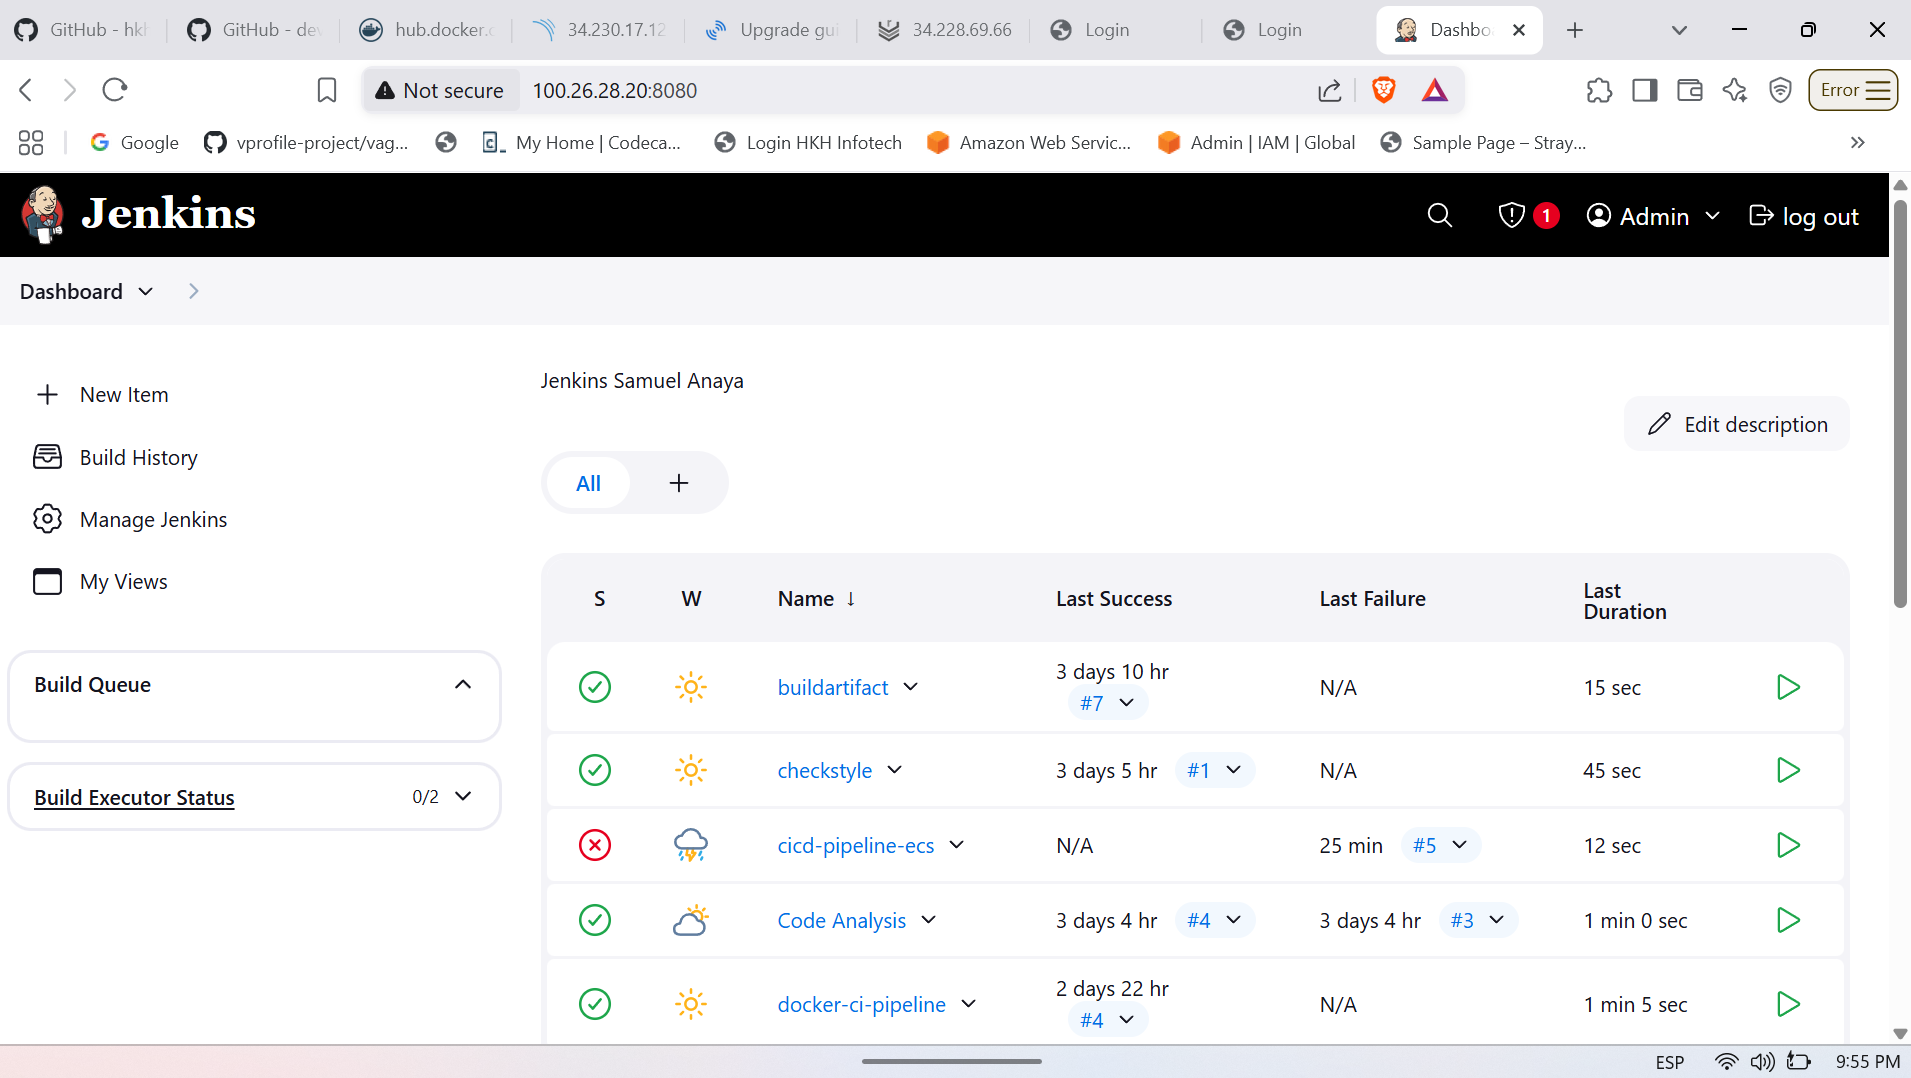 GitHub - hkh
GitHub - dev
hub.docker.c
34.230.17.12
Upgrade gui
34.228.69.66
Login
Login
Dashbo
Not secure
100.26.28.20:8080
Error
Google
vprofile-project/vag...
My Home | Codeca...
Login HKH Infotech
Amazon Web Servic...
Admin | IAM | Global
Sample Page – Stray...
Jenkins
1
Admin
log out
Dashboard
New Item
Build History
Manage Jenkins
My Views
Build Queue
Build Executor Status 0/2
Jenkins Samuel Anaya
Edit description
All
S W Name ↓ Last Success Last Failure Last Duration
buildartifact 3 days 10 hr #7 N/A 15 sec
checkstyle 3 days 5 hr #1 N/A 45 sec
cicd-pipeline-ecs N/A 25 min #5 12 sec
Code Analysis 3 days 4 hr #4 3 days 4 hr #3 1 min 0 sec
docker-ci-pipeline 2 days 22 hr #4 N/A 1 min 5 sec
ESP
9:55 PM